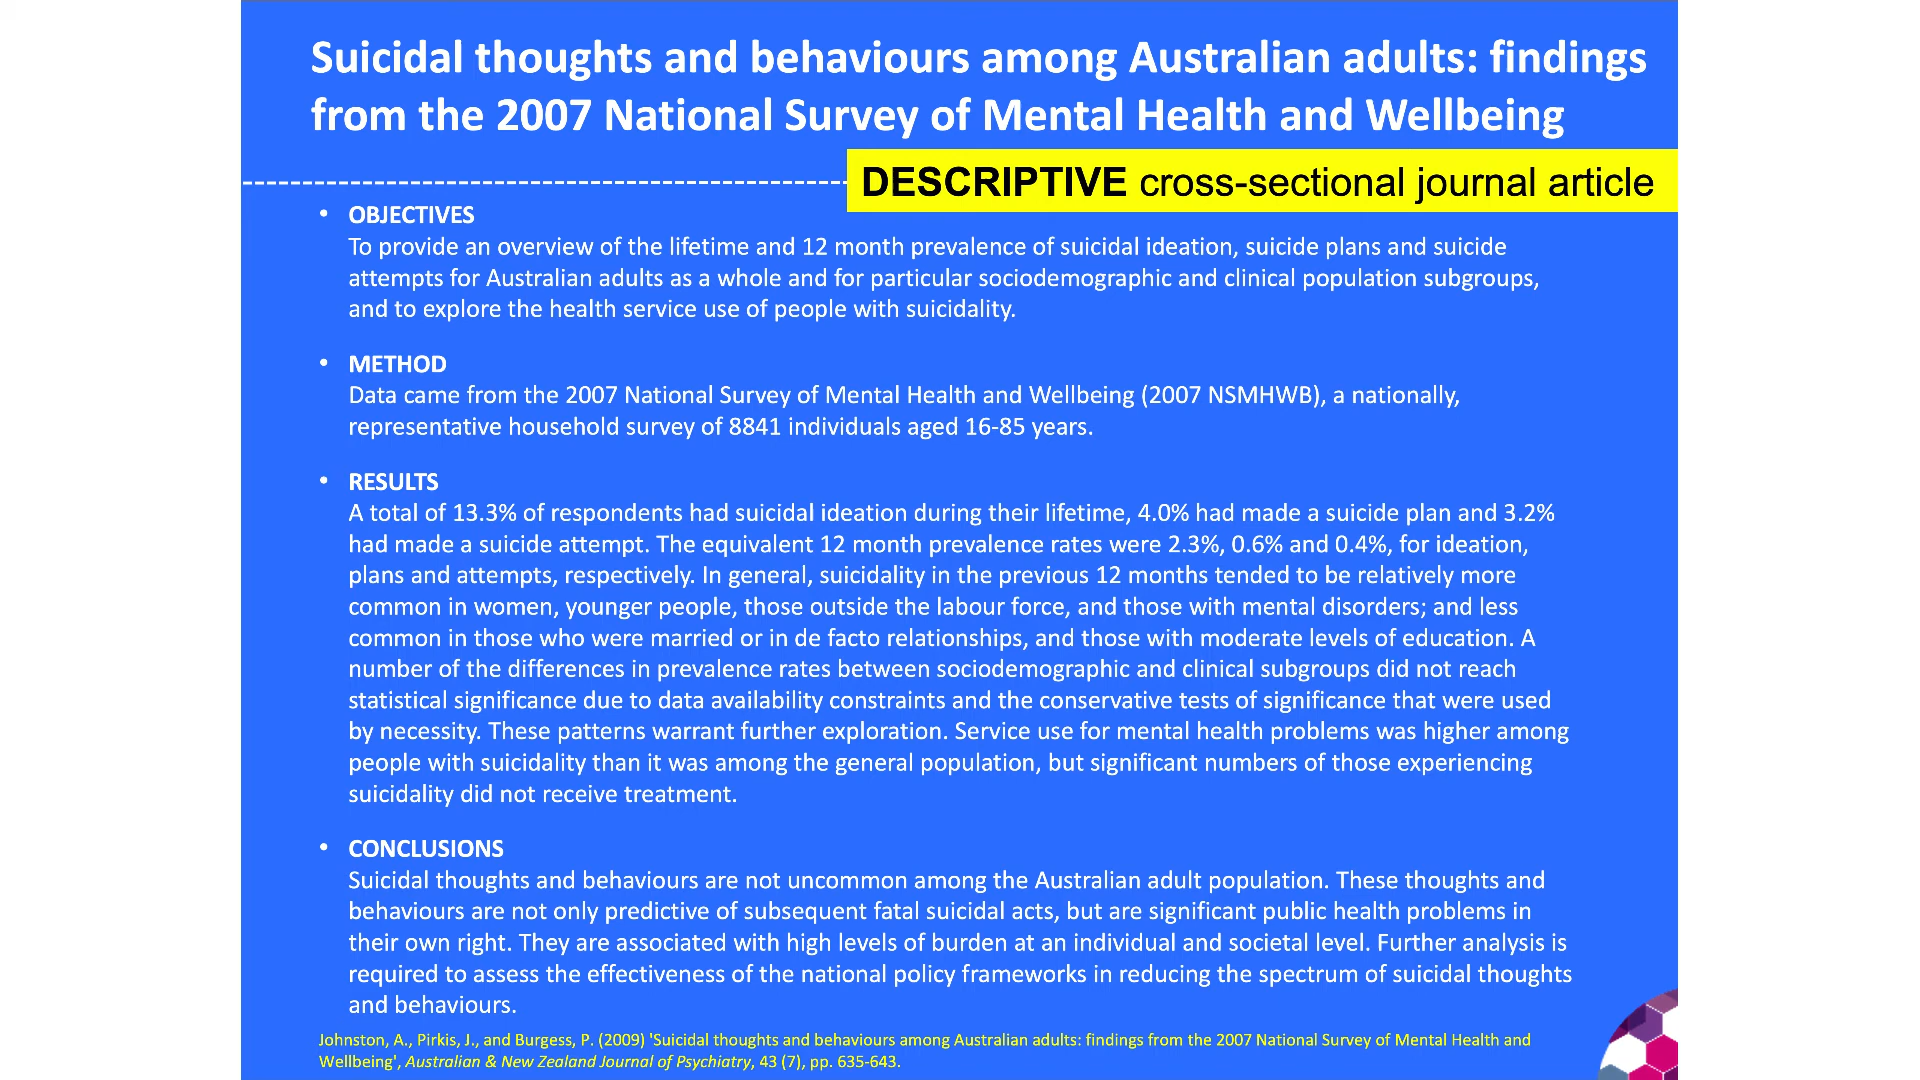 Suicidal thoughts and behaviours among Australian adults: findings
from the 2007 National Survey of Mental Health and Wellbeing
DESCRIPTIVE cross-sectional journal article
• OBJECTIVES
To provide an overview of the lifetime and 12 month prevalence of suicidal ideation, suicide plans and suicide
attempts for Australian adults as a whole and for particular sociodemographic and clinical population subgroups,
and to explore the health service use of people with suicidality.
• METHOD
Data came from the 2007 National Survey of Mental Health and Wellbeing (2007 NSMHWB), a nationally,
representative household survey of 8841 individuals aged 16-85 years.
• RESULTS
A total of 13.3% of respondents had suicidal ideation during their lifetime, 4.0% had made a suicide plan and 3.2%
had made a suicide attempt. The equivalent 12 month prevalence rates were 2.3%, 0.6% and 0.4%, for ideation,
plans and attempts, respectively. In general, suicidality in the previous 12 months tended to be relatively more
common in women, younger people, those outside the labour force, and those with mental disorders; and less
common in those who were married or in de facto relationships, and those with moderate levels of education. A
number of the differences in prevalence rates between sociodemographic and clinical subgroups did not reach
statistical significance due to data availability constraints and the conservative tests of significance that were used
by necessity. These patterns warrant further exploration. Service use for mental health problems was higher among
people with suicidality than it was among the general population, but significant numbers of those experiencing
suicidality did not receive treatment.
• CONCLUSIONS
Suicidal thoughts and behaviours are not uncommon among the Australian adult population. These thoughts and
behaviours are not only predictive of subsequent fatal suicidal acts, but are significant public health problems in
their own right. They are associated with high levels of burden at an individual and societal level. Further analysis is
required to assess the effectiveness of the national policy frameworks in reducing the spectrum of suicidal thoughts
and behaviours.
Johnston, A., Pirkis, J., and Burgess, P. (2009) 'Suicidal thoughts and behaviours among Australian adults: findings from the 2007 National Survey of Mental Health and
Wellbeing', Australian & New Zealand Journal of Psychiatry, 43 (7), pp. 635-643.